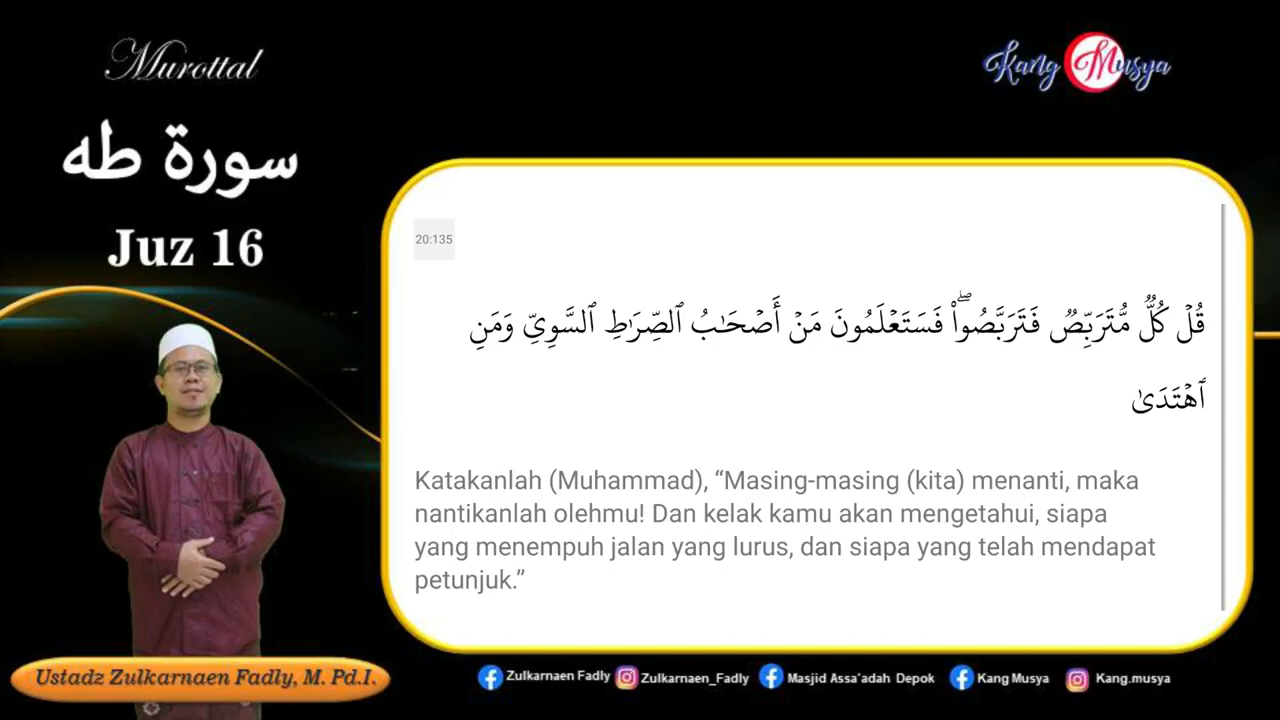 Murottal
سورة طه
Juz 16
Kang Musya
20:135
قُلۡ كُلّٞ مُّتَرَبِّصٞ فَتَرَبَّصُواْۖ فَسَتَعۡلَمُونَ مَنۡ أَصۡحَٰبُ ٱلصِّرَٰطِ ٱلسَّوِيِّ وَمَنِ
ٱهۡتَدَىٰ
Katakanlah (Muhammad), “Masing-masing (kita) menanti, maka
nantikanlah olehmu! Dan kelak kamu akan mengetahui, siapa
yang menempuh jalan yang lurus, dan siapa yang telah mendapat
petunjuk.”
Ustadz Zulkarnaen Fadly, M. Pd.I.
Zulkarnaen Fadly Zulkarnaen_Fadly Masjid Assa'adah Depok Kang Musya Kang.musya